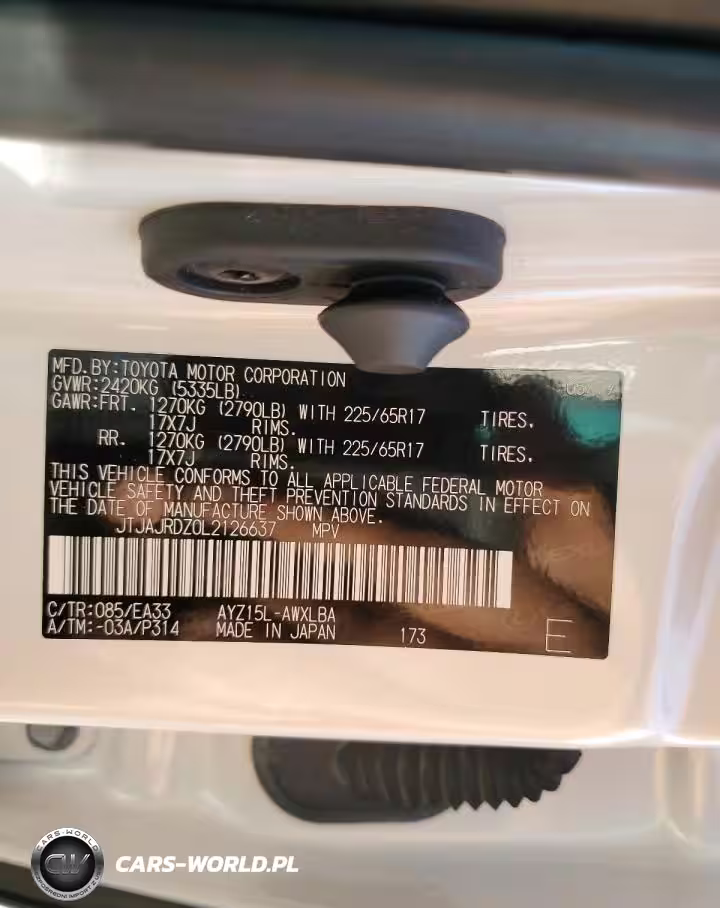 MFD. BY:TOYOTA MOTOR CORPORATION
GVWR:2420KG (5335LB)
GAWR:FRT. 1270KG (2790LB) WITH 225/65R17 TIRES.
17X7J RIMS.
RR. 1270KG (2790LB) WITH 225/65R17 TIRES.
17X7J RIMS.
THIS VEHICLE CONFORMS TO ALL APPLICABLE FEDERAL MOTOR
VEHICLE SAFETY AND THEFT PREVENTION STANDARDS IN EFFECT ON
THE DATE OF MANUFACTURE SHOWN ABOVE.
JTJAJRDZ0L2126637 MPV
C/TR:085/EA33 AYZ15L-AWXLBA
A/TM:-03A/P314 MADE IN JAPAN 173 E
CARS-WORLD
CW
CARS-WORLD.PL